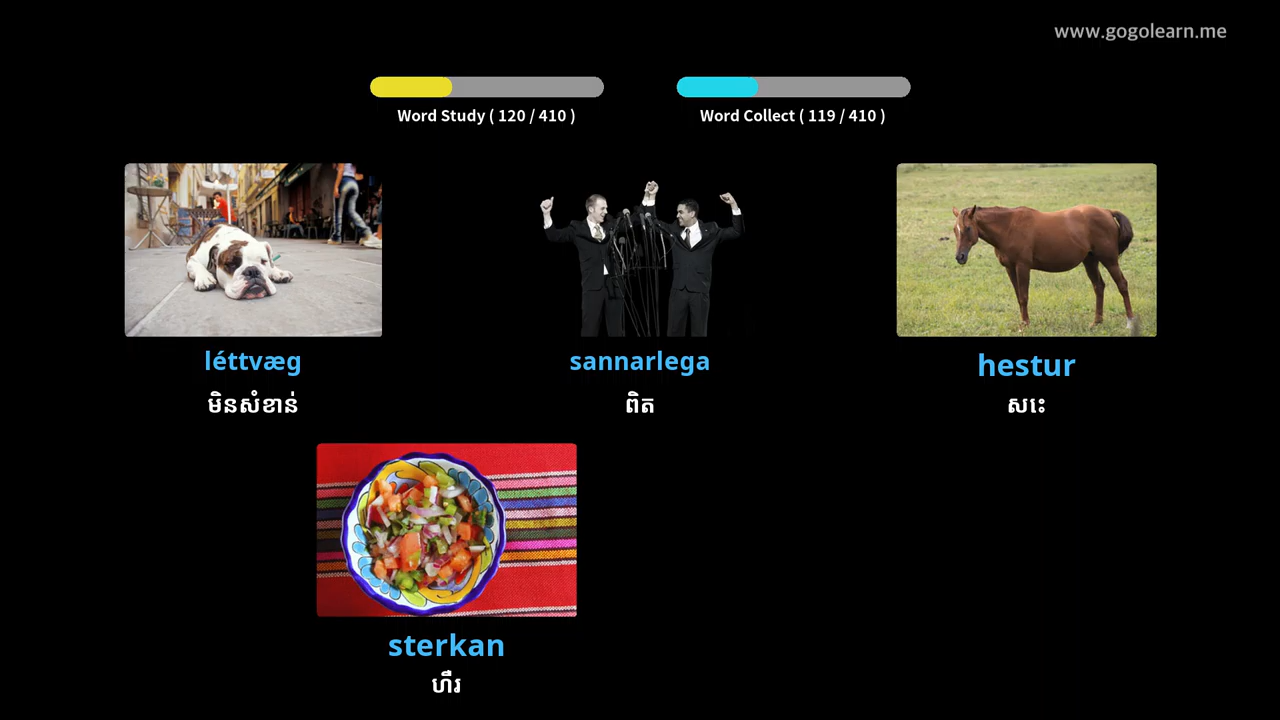 www.gogolearn.me
Word Study ( 120 / 410 )
Word Collect ( 119 / 410 )
léttvæg
មិនសំខាន់
sannarlega
ពិត
hestur
សេះ
sterkan
ហឹរ